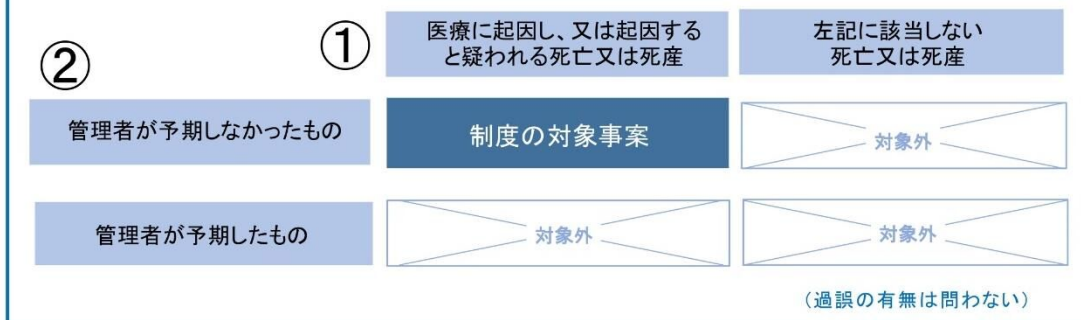 ①
医療に起因し、又は起因する
と疑われる死亡又は死産
左記に該当しない
死亡又は死産
②
管理者が予期しなかったもの
制度の対象事案
対象外
管理者が予期したもの
対象外
対象外
（過誤の有無は問わない）